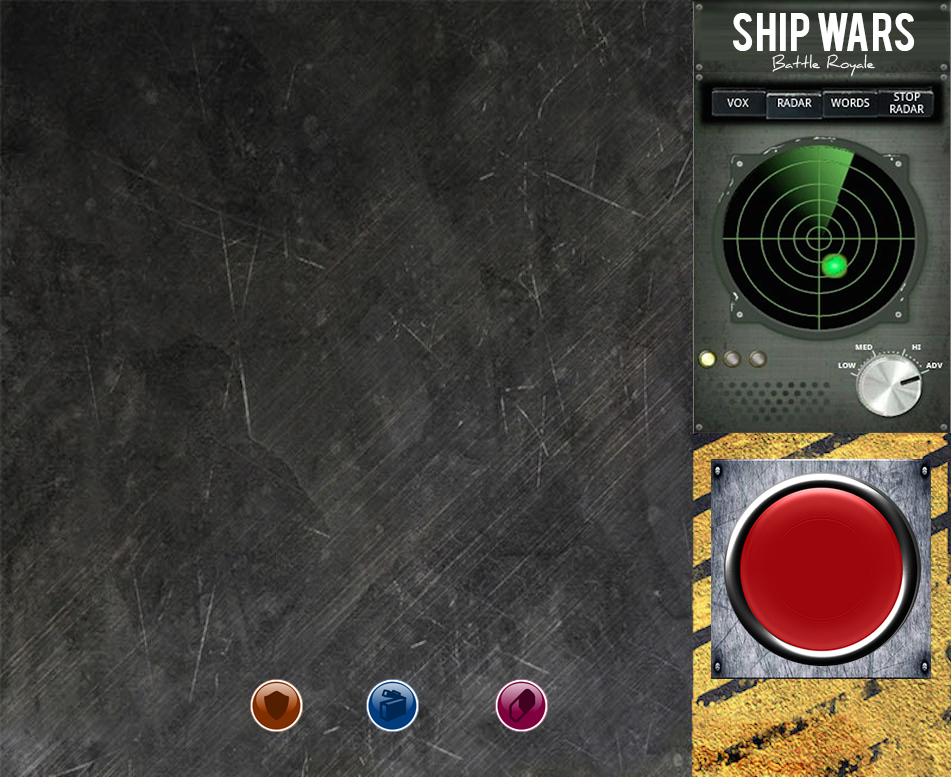 SHIP WARS
Battle Royale
VOX
RADAR
WORDS
STOP
RADAR
MED
HI
LOW
ADV